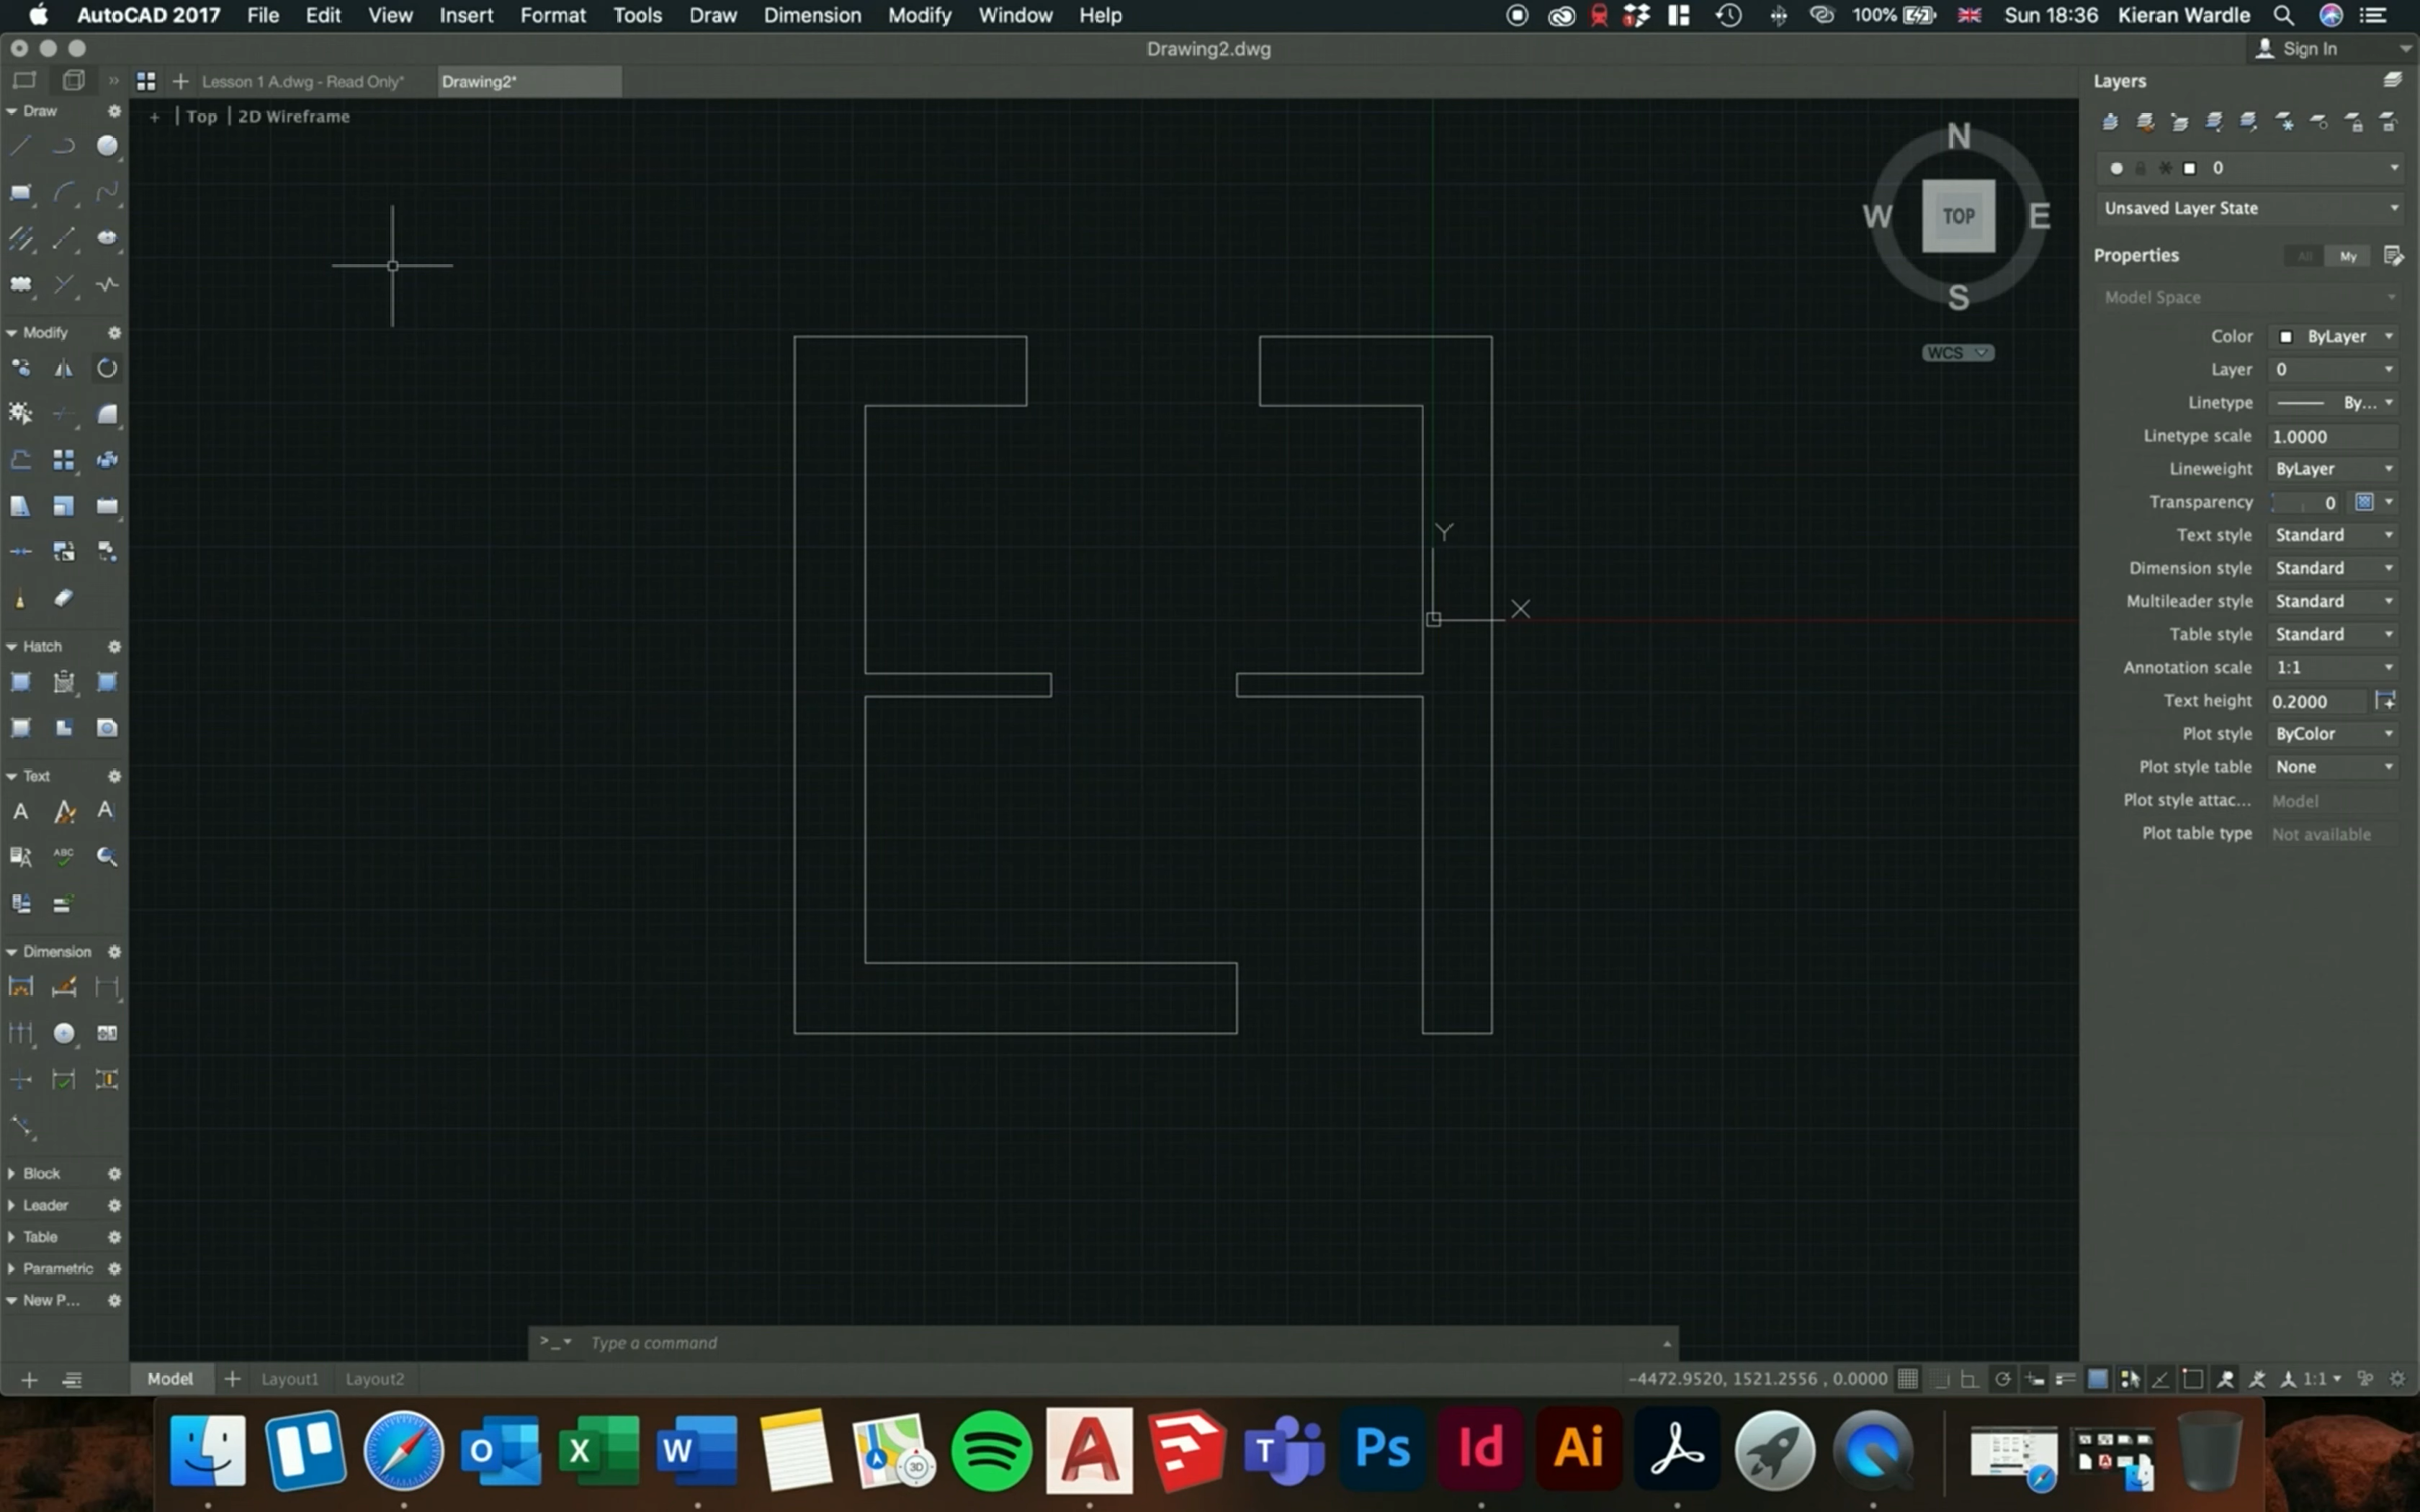 AutoCAD 2017 File Edit View Insert Format Tools Draw Dimension Modify Window Help 100% Sun 18:36 Kieran Wardle
Drawing2.dwg
Sign In
Lesson 1 A.dwg - Read Only*
Drawing2*
Layers
Draw
Top 2D Wireframe
N
W TOP E
S
WCS
0
Unsaved Layer State
Properties
All My
Model Space
Color ByLayer
Layer 0
Linetype By...
Linetype scale 1.0000
Lineweight ByLayer
Transparency 0
Text style Standard
Dimension style Standard
Multileader style Standard
Table style Standard
Annotation scale 1:1
Text height 0.2000
Plot style ByColor
Plot style table None
Plot style attac... Model
Plot table type Not available
Modify
Y
X
Hatch
Text
A A A
ABC
Dimension
Block
Leader
Table
Parametric
New P...
>_ Type a command
Model Layout1 Layout2
-4472.9520, 1521.2556 , 0.0000
1:1
O X W 3D A T Ps Id Ai